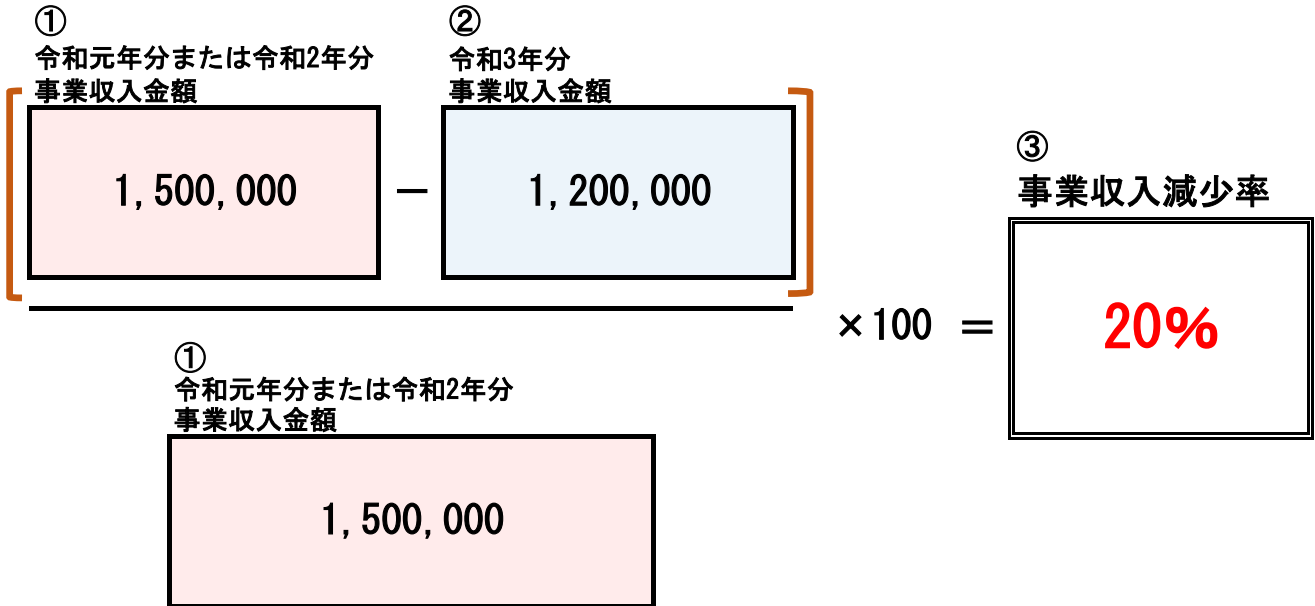 ①
令和元年分または令和2年分
事業収入金額
1,500,000
－
②
令和3年分
事業収入金額
1,200,000
①
令和元年分または令和2年分
事業収入金額
1,500,000
×100 ＝
③
事業収入減少率
20%